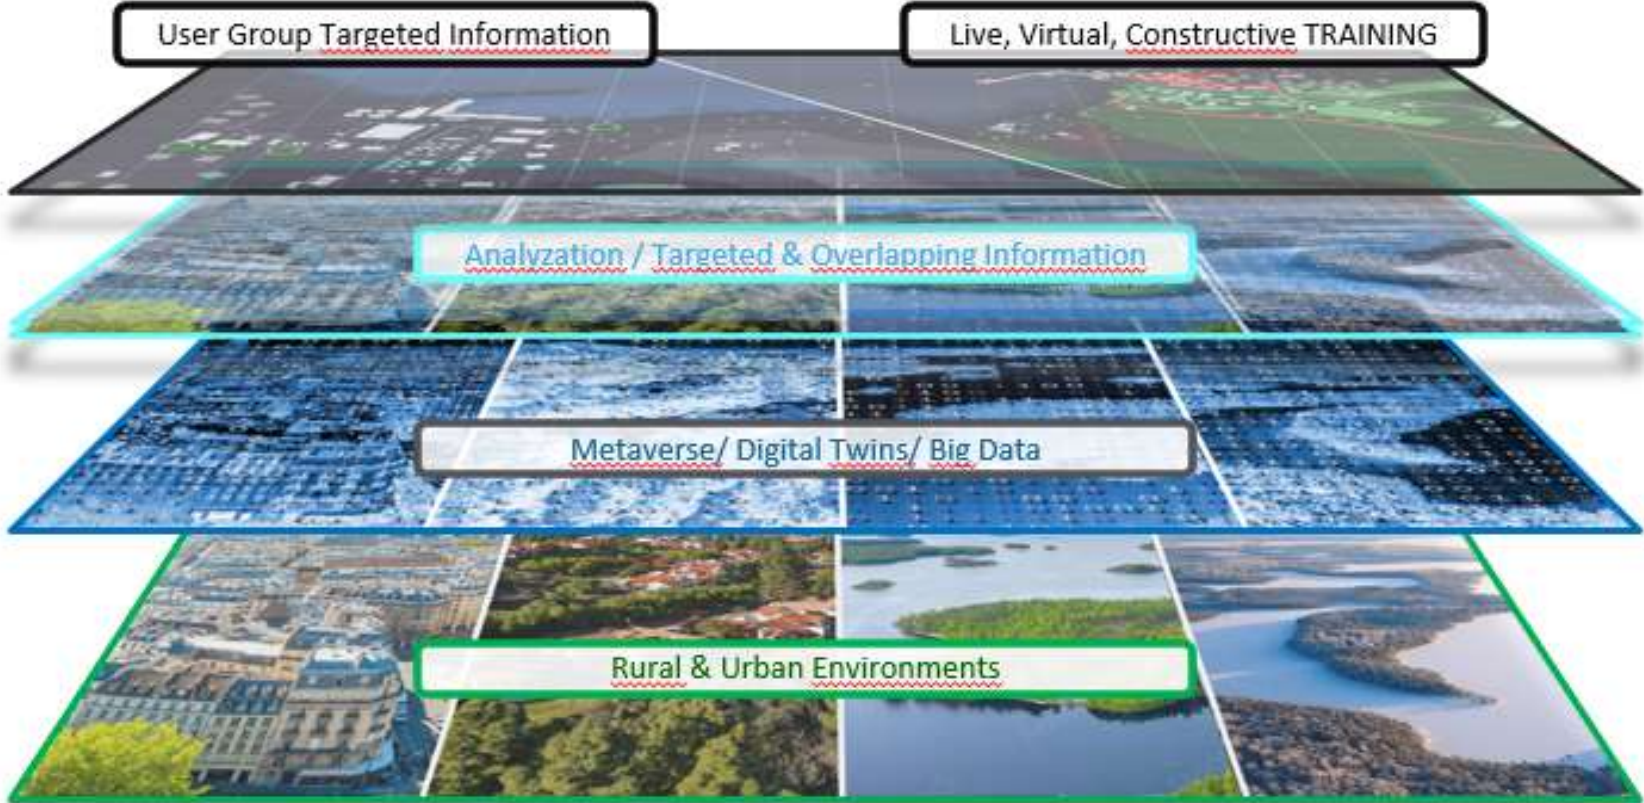 User Group Targeted Information
Live, Virtual, Constructive TRAINING
Analyzation / Targeted & Overlapping Information
Metaverse/ Digital Twins/ Big Data
Rural & Urban Environments